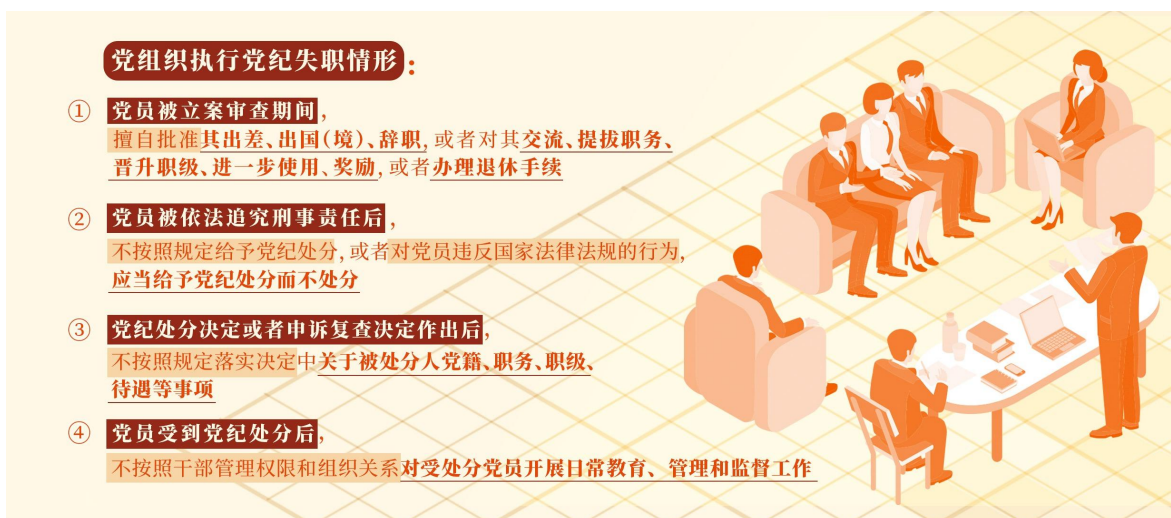 党组织执行党纪失职情形：
① 党员被立案审查期间，
擅自批准其出差、出国（境）、辞职，或者对其交流、提拔职务、
晋升职级、进一步使用、奖励，或者办理退休手续
② 党员被依法追究刑事责任后，
不按照规定给予党纪处分，或者对党员违反国家法律法规的行为，
应当给予党纪处分而不处分
③ 党纪处分决定或者申诉复查决定作出后，
不按照规定落实决定中关于被处分人党籍、职务、职级、
待遇等事项
④ 党员受到党纪处分后，
不按照干部管理权限和组织关系对受处分党员开展日常教育、管理和监督工作